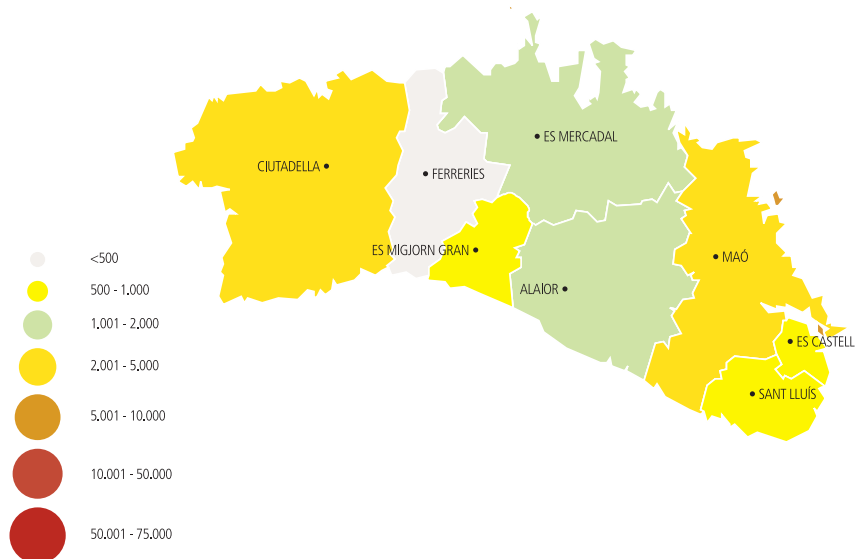 ES MERCADAL
CIUTADELLA
FERRERIES
ES MIGJORN GRAN
MAÓ
ALAIOR
ES CASTELL
SANT LLUÍS
<500
500 - 1.000
1.001 - 2.000
2.001 - 5.000
5.001 - 10.000
10.001 - 50.000
50.001 - 75.000